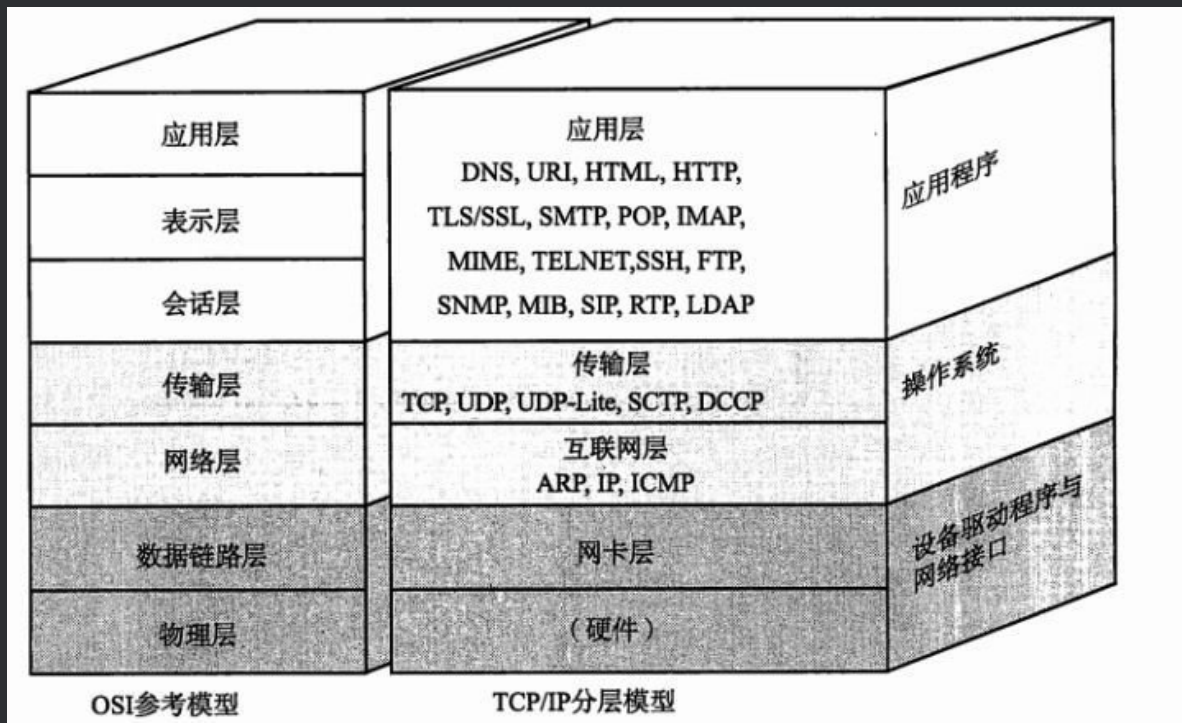 应用层
表示层
会话层
传输层
网络层
数据链路层
物理层
OSI参考模型
应用层
DNS, URI, HTML, HTTP,
TLS/SSL, SMTP, POP, IMAP,
MIME, TELNET,SSH, FTP,
SNMP, MIB, SIP, RTP, LDAP
传输层
TCP, UDP, UDP-Lite, SCTP, DCCP
互联网层
ARP, IP, ICMP
网卡层
（硬件）
TCP/IP分层模型
应用程序
操作系统
设备驱动程序与
网络接口